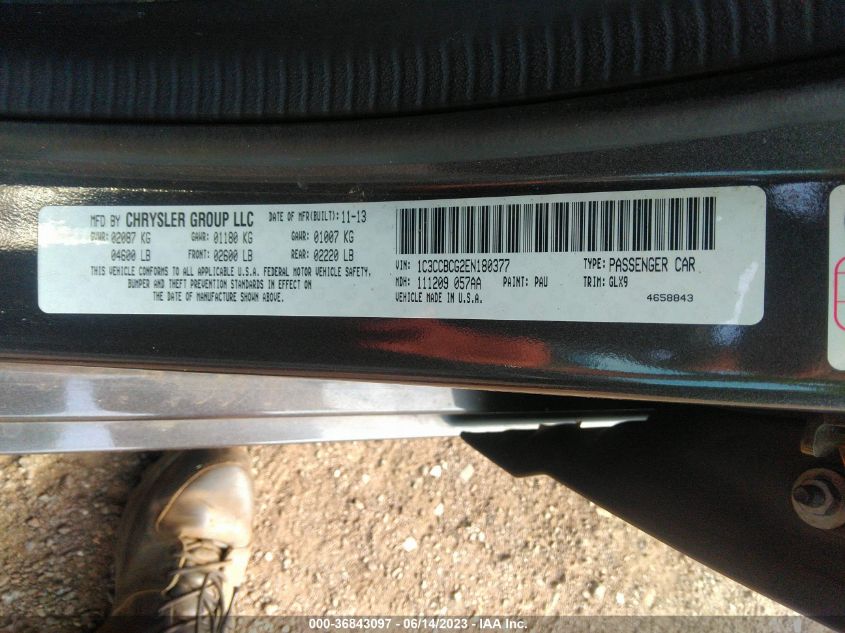 MFD BY CHRYSLER GROUP LLC DATE OF MFR(BUILT): 11-13
GVWR: 02087 KG GAWR: 01180 KG GAWR: 01007 KG
04600 LB FRONT: 02600 LB REAR: 02220 LB
THIS VEHICLE CONFORMS TO ALL APPLICABLE U.S.A. FEDERAL MOTOR VEHICLE SAFETY,
BUMPER AND THEFT PREVENTION STANDARDS IN EFFECT ON
THE DATE OF MANUFACTURE SHOWN ABOVE.
VIN: 1C3CCBCG2EN180377 TYPE: PASSENGER CAR
MDH: 111209 057AA PAINT: PAU TRIM: GLX9
VEHICLE MADE IN U.S.A. 4658843
000-36843097 - 06/14/2023 - IAA Inc.